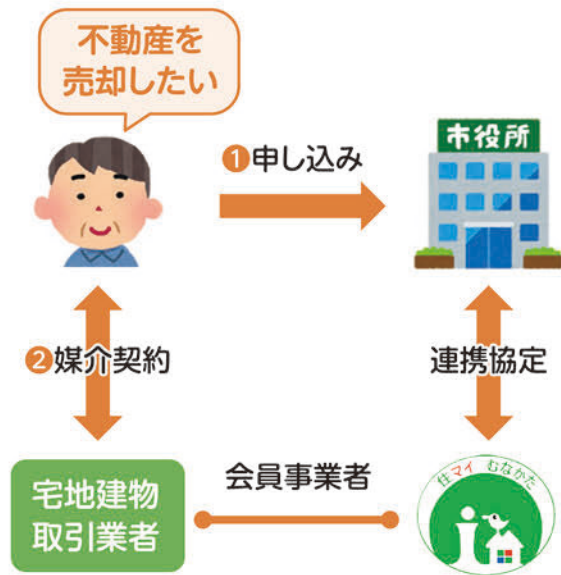 不動産を
売却したい
❶申し込み
市役所
❷媒介契約
連携協定
宅地建物
取引業者
会員事業者
住マイ むなかた
i